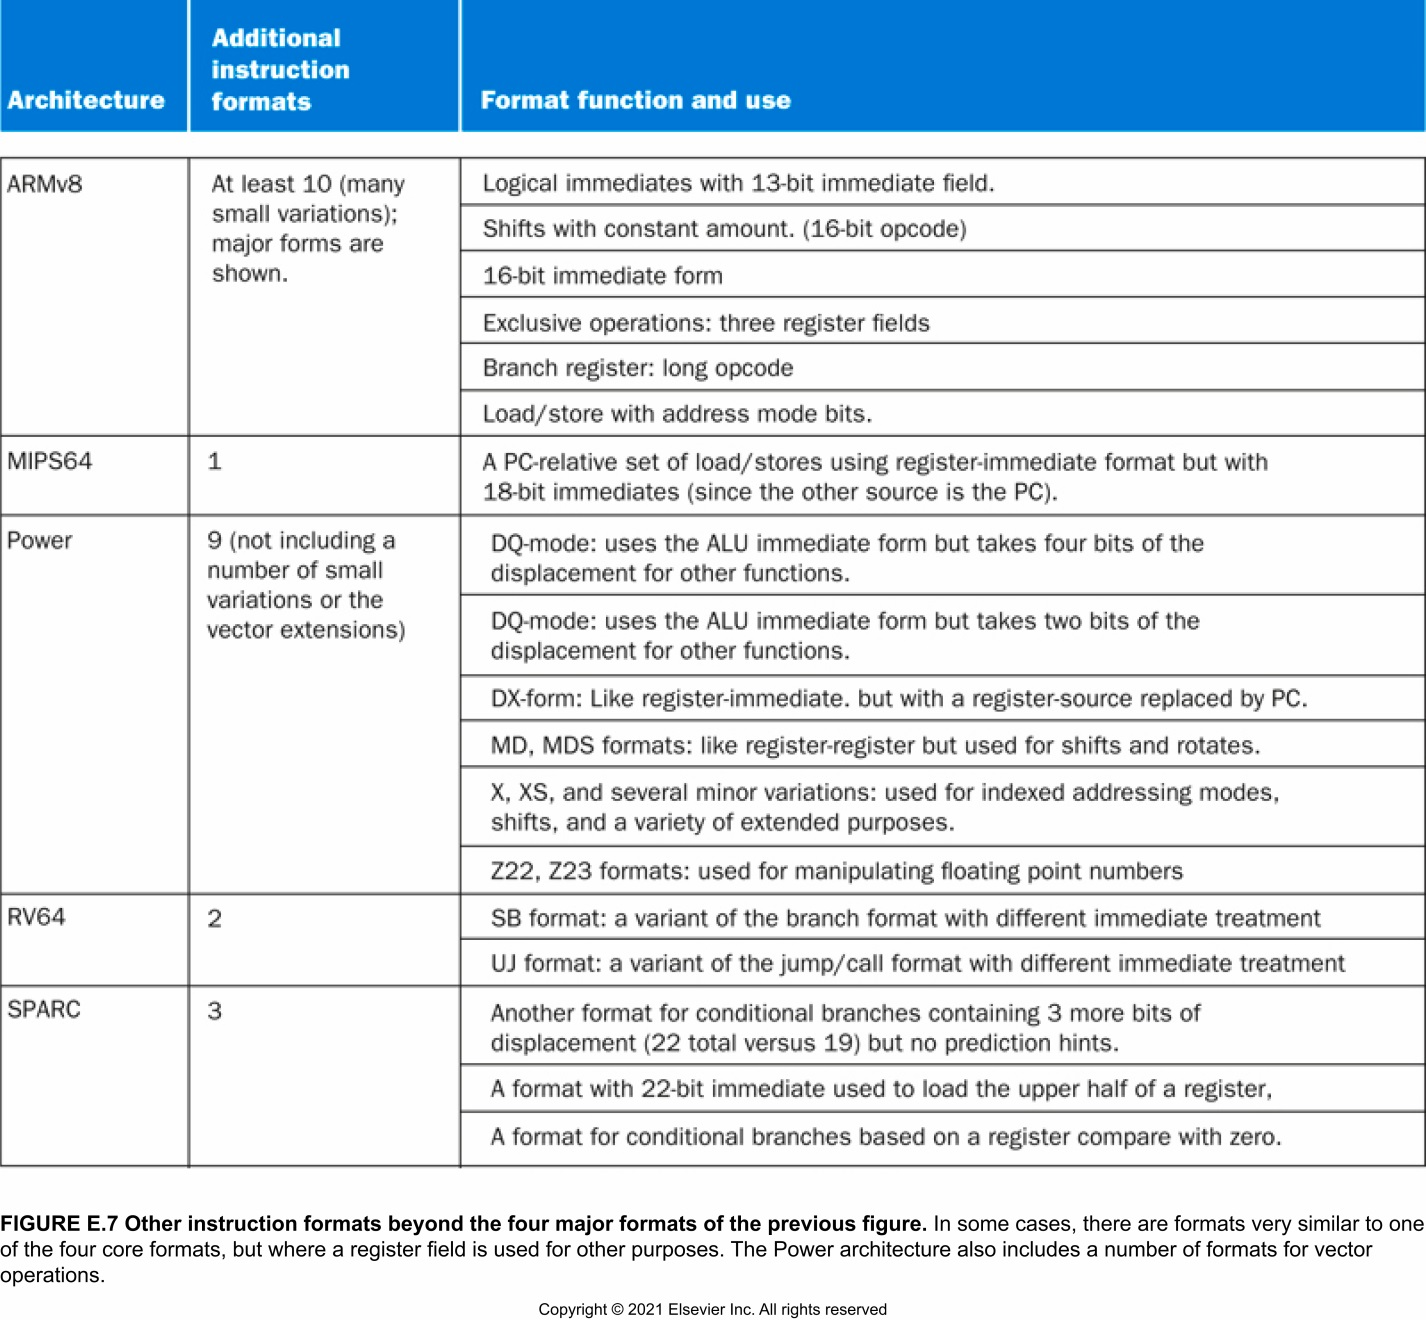 Architecture
Additional
instruction
formats
Format function and use
ARMv8
At least 10 (many
small variations);
major forms are
shown.
Logical immediates with 13-bit immediate field.
Shifts with constant amount. (16-bit opcode)
16-bit immediate form
Exclusive operations: three register fields
Branch register: long opcode
Load/store with address mode bits.
MIPS64
1
A PC-relative set of load/stores using register-immediate format but with
18-bit immediates (since the other source is the PC).
Power
9 (not including a
number of small
variations or the
vector extensions)
DQ-mode: uses the ALU immediate form but takes four bits of the
displacement for other functions.
DQ-mode: uses the ALU immediate form but takes two bits of the
displacement for other functions.
DX-form: Like register-immediate. but with a register-source replaced by PC.
MD, MDS formats: like register-register but used for shifts and rotates.
X, XS, and several minor variations: used for indexed addressing modes,
shifts, and a variety of extended purposes.
Z22, Z23 formats: used for manipulating floating point numbers
RV64
2
SB format: a variant of the branch format with different immediate treatment
UJ format: a variant of the jump/call format with different immediate treatment
SPARC
3
Another format for conditional branches containing 3 more bits of
displacement (22 total versus 19) but no prediction hints.
A format with 22-bit immediate used to load the upper half of a register,
A format for conditional branches based on a register compare with zero.
FIGURE E.7 Other instruction formats beyond the four major formats of the previous figure. In some cases, there are formats very similar to one
of the four core formats, but where a register field is used for other purposes. The Power architecture also includes a number of formats for vector
operations.
Copyright © 2021 Elsevier Inc. All rights reserved